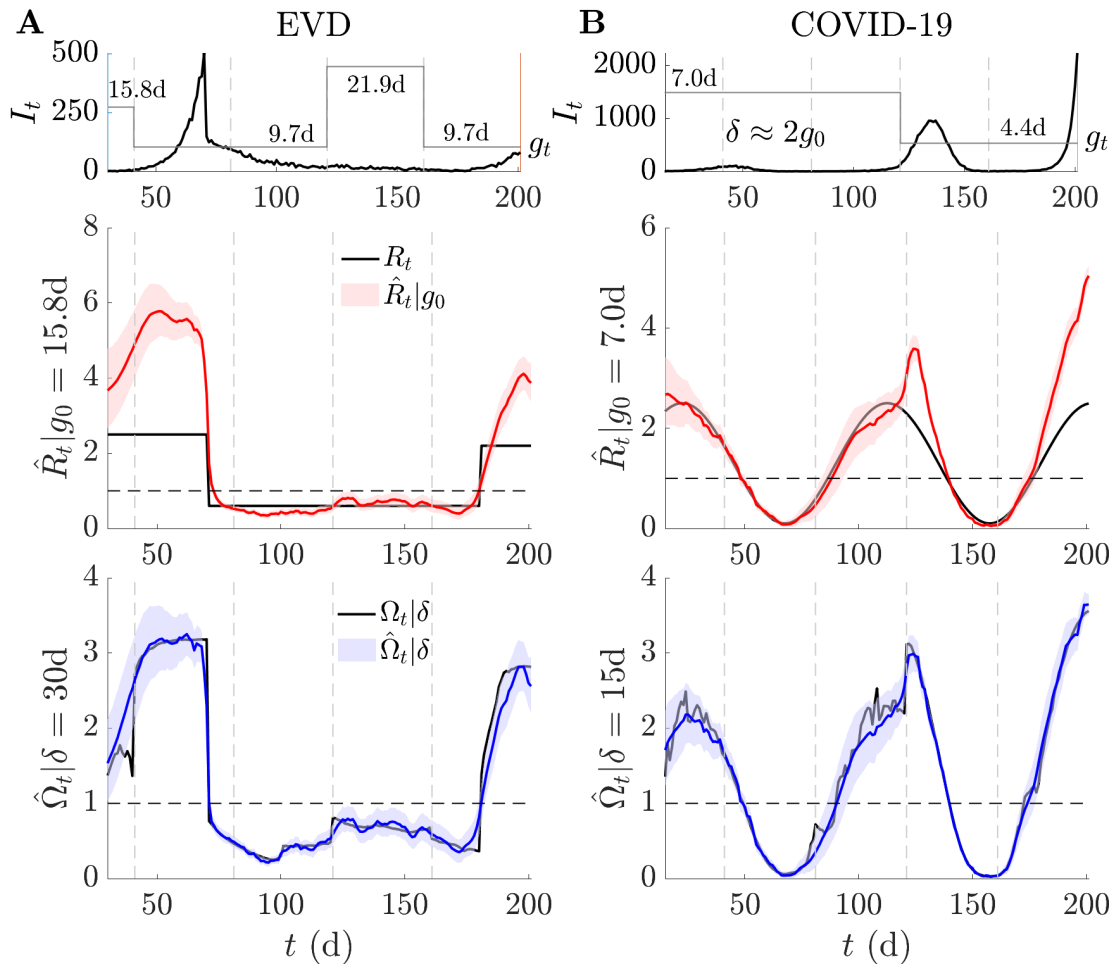 A EVD
500
250
0
I_t
15.8d
9.7d
21.9d
9.7d
g_t
50 100 150 200
8
6
4
2
0
R̂_t|g_0 = 15.8d
R_t
R̂_t|g_0
50 100 150 200
4
3
2
1
0
Ω̂_t|δ = 30d
Ω_t|δ
Ω̂_t|δ
50 100 150 200
t (d)
B COVID-19
2000
1000
0
I_t
7.0d
δ ≈ 2g_0
4.4d
g_t
50 100 150 200
6
4
2
0
R̂_t|g_0 = 7.0d
50 100 150 200
4
3
2
1
0
Ω̂_t|δ = 15d
50 100 150 200
t (d)